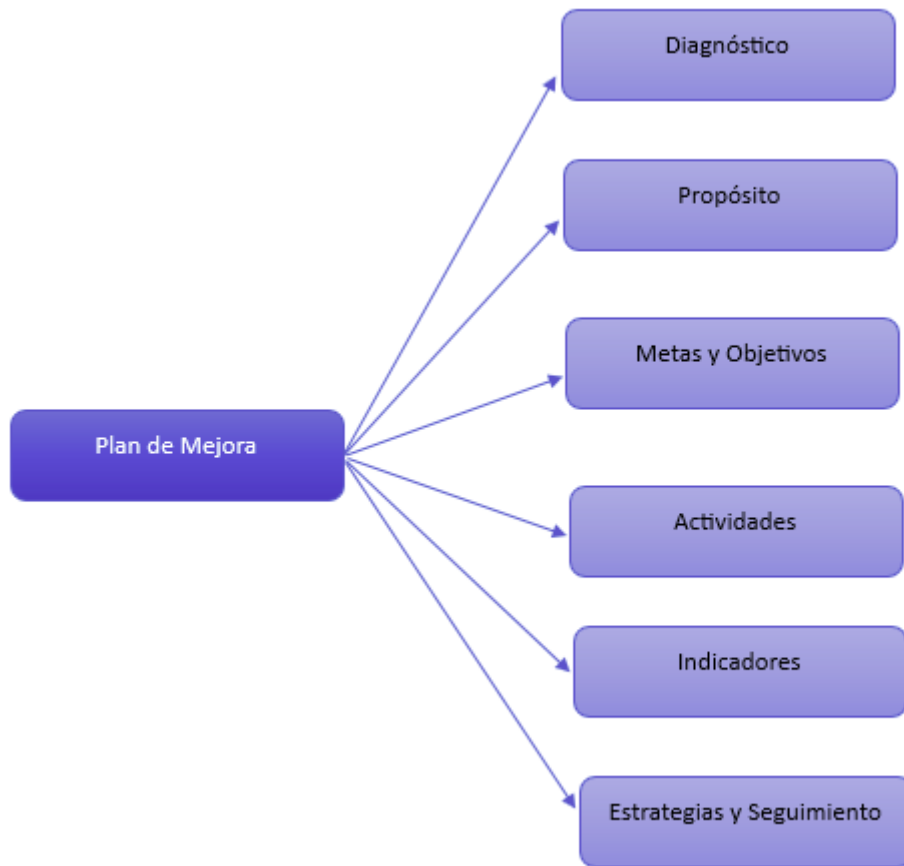 Diagnóstico
Propósito
Metas y Objetivos
Plan de Mejora
Actividades
Indicadores
Estrategias y Seguimiento